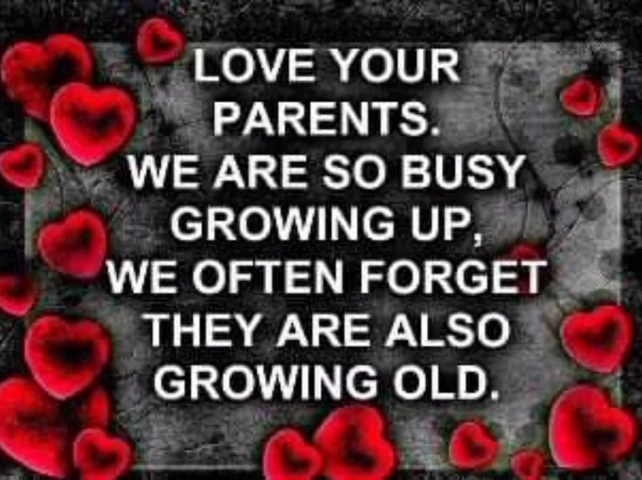 LOVE YOUR
PARENTS.
WE ARE SO BUSY
GROWING UP,
WE OFTEN FORGET
THEY ARE ALSO
GROWING OLD.